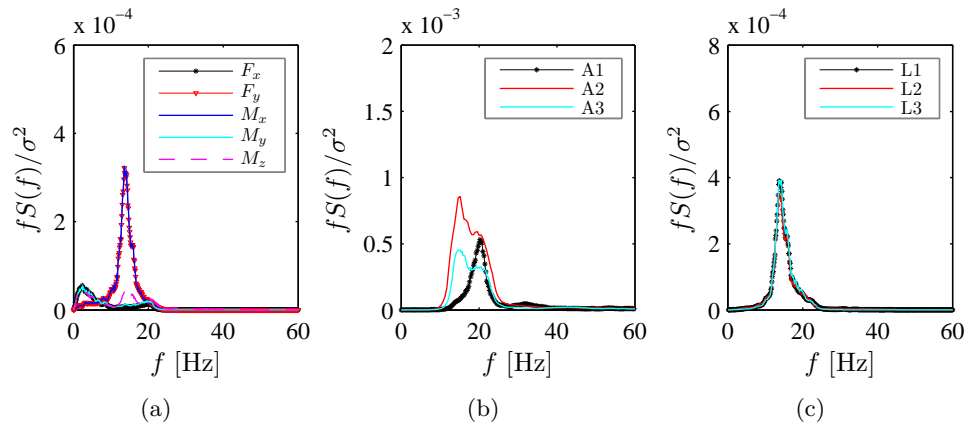 x 10⁻⁴ x 10⁻³ x 10⁻⁴
fS(f)/σ²
6
4
2
0
0 20 40 60
f [Hz]
F_x
F_y
M_x
M_y
M_z
(a)
fS(f)/σ²
2
1.5
1
0.5
0
0 20 40 60
f [Hz]
A1
A2
A3
(b)
fS(f)/σ²
8
6
4
2
0
0 20 40 60
f [Hz]
L1
L2
L3
(c)